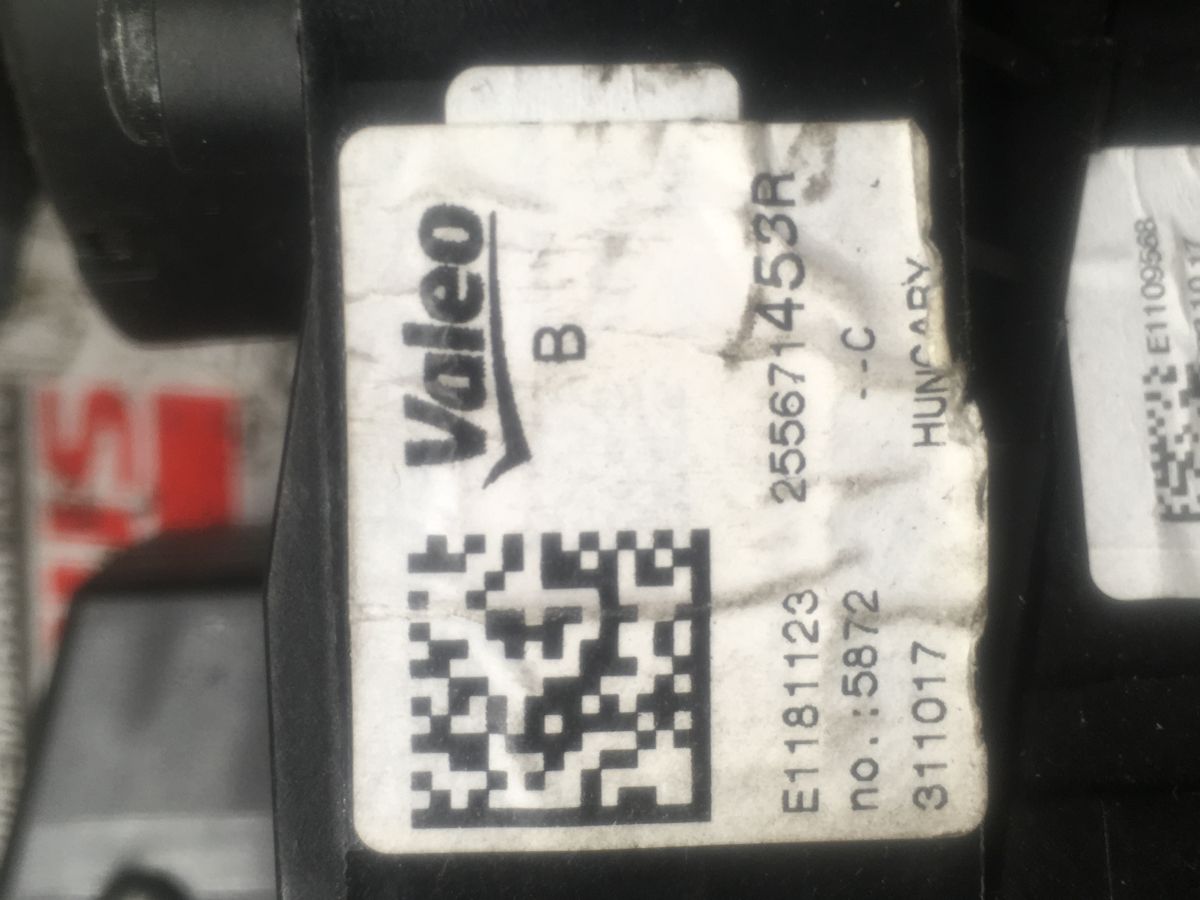 Valeo
B
E1181123 255671453R
no.:5872 --C
311017 HUNGARY
E1109568